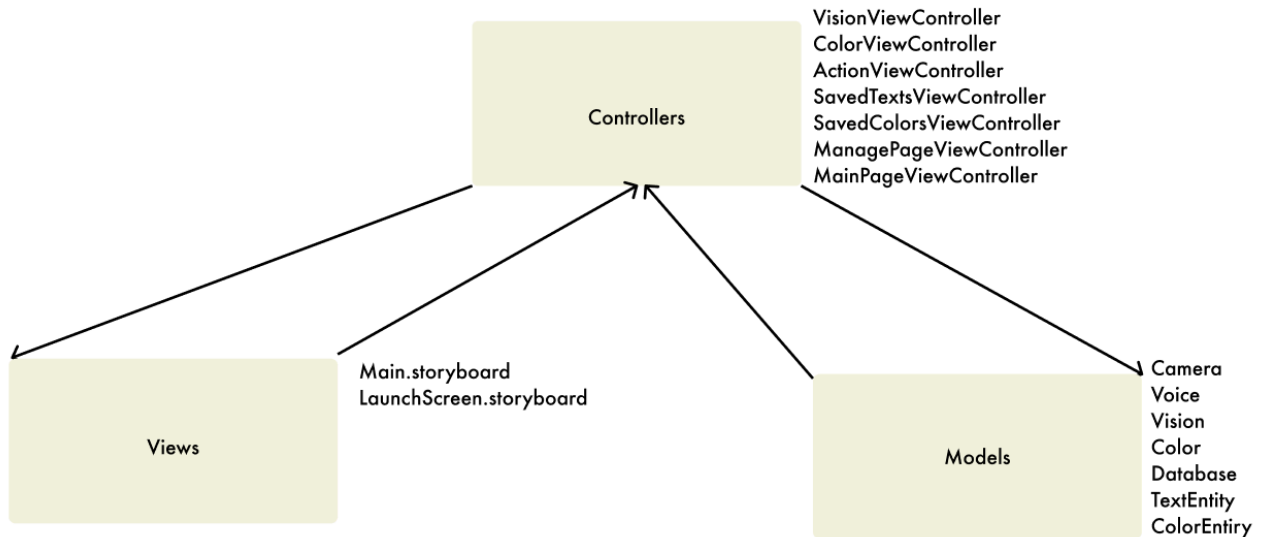 VisionViewController
ColorViewController
ActionViewController
SavedTextsViewController
SavedColorsViewController
ManagePageViewController
MainPageViewController
Controllers
Main.storyboard
LaunchScreen.storyboard
Views
Camera
Voice
Vision
Color
Database
TextEntity
ColorEntiry
Models